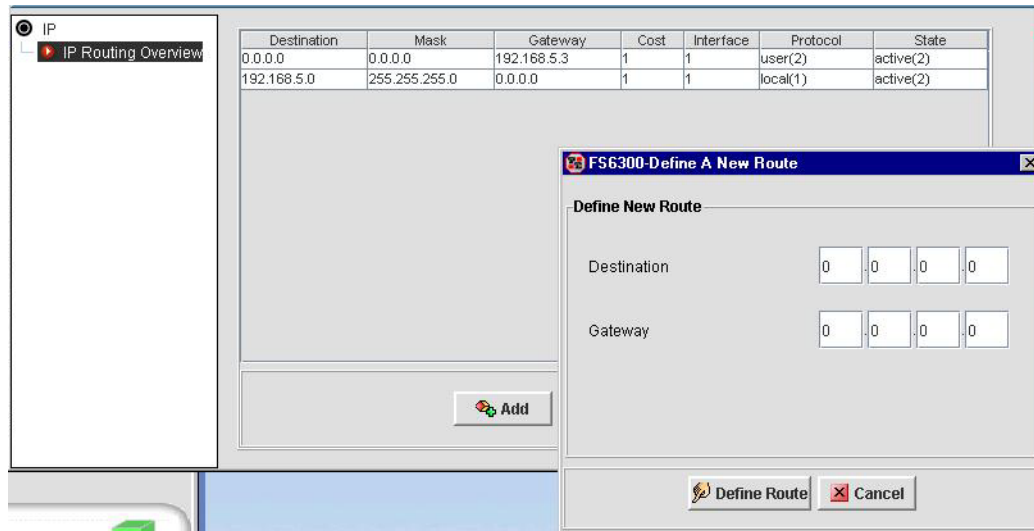 IP
IP Routing Overview
Destination Mask Gateway Cost Interface Protocol State
0.0.0.0 0.0.0.0 192.168.5.3 1 1 user(2) active(2)
192.168.5.0 255.255.255.0 0.0.0.0 1 1 local(1) active(2)
Add
FS6300-Define A New Route
Define New Route
Destination 0 .0 .0 .0
Gateway 0 .0 .0 .0
Define Route Cancel